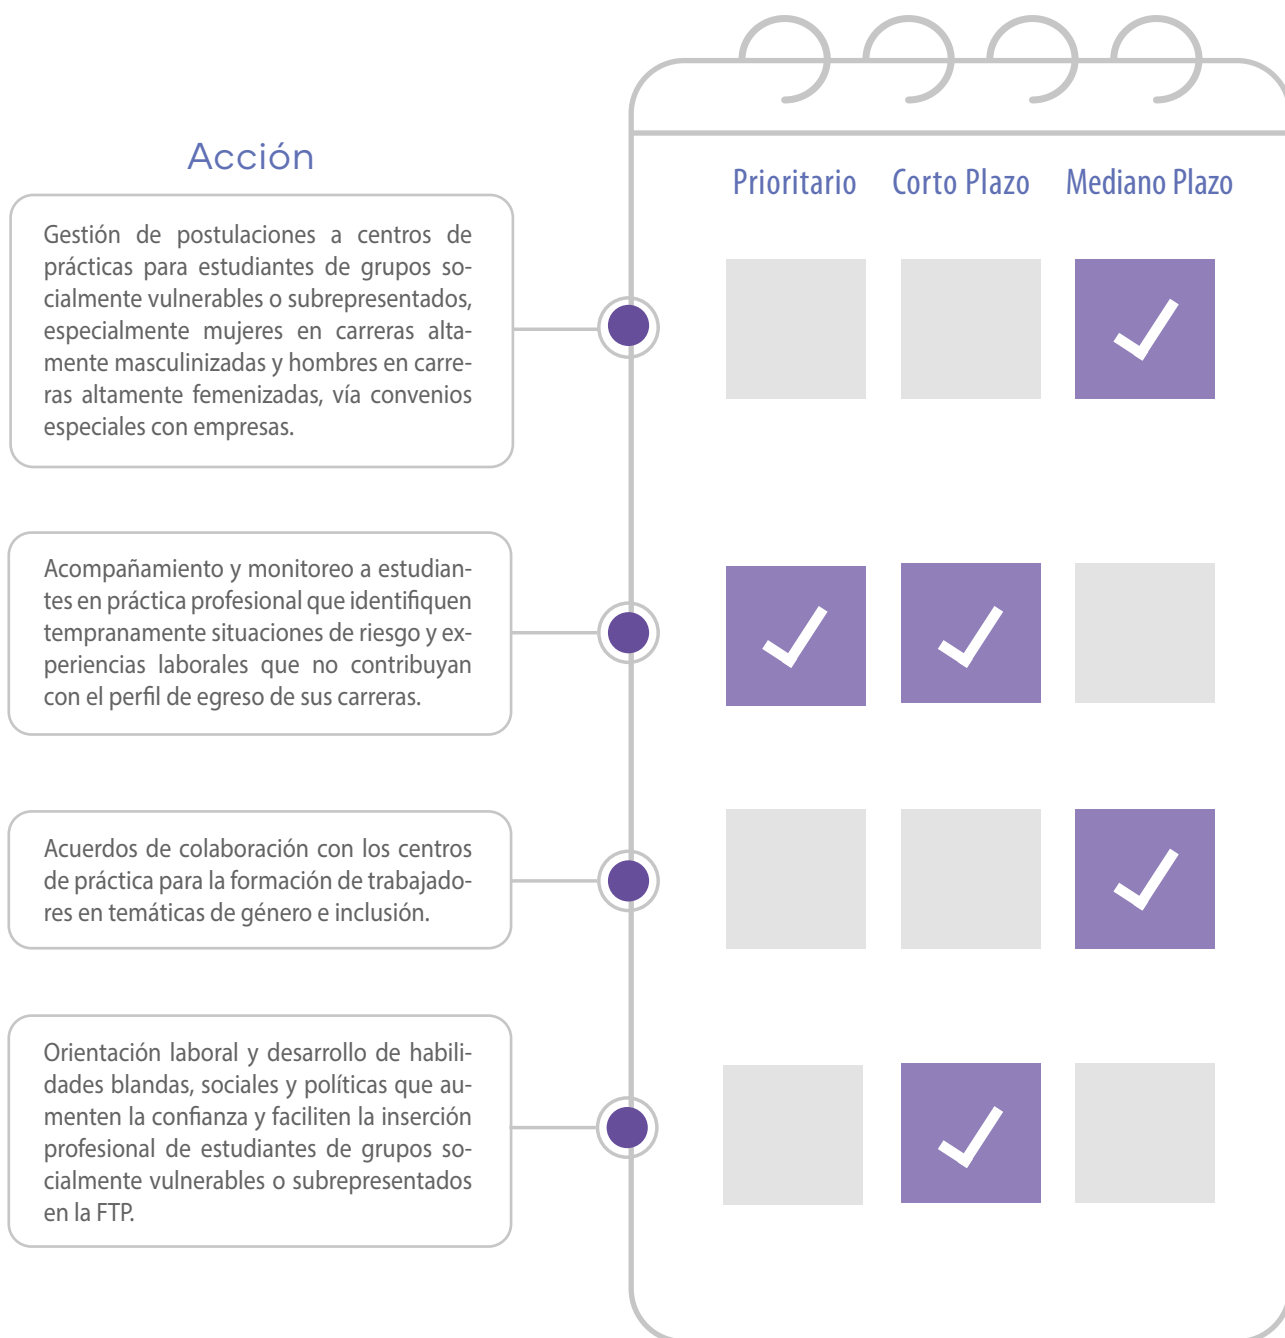 Acción
Prioritario Corto Plazo Mediano Plazo
Gestión de postulaciones a centros de
prácticas para estudiantes de grupos so-
cialmente vulnerables o subrepresentados,
especialmente mujeres en carreras alta-
mente masculinizadas y hombres en carre-
ras altamente femenizadas, vía convenios
especiales con empresas.
Acompañamiento y monitoreo a estudian-
tes en práctica profesional que identifiquen
tempranamente situaciones de riesgo y ex-
periencias laborales que no contribuyan
con el perfil de egreso de sus carreras.
Acuerdos de colaboración con los centros
de práctica para la formación de trabajado-
res en temáticas de género e inclusión.
Orientación laboral y desarrollo de habili-
dades blandas, sociales y políticas que au-
menten la confianza y faciliten la inserción
profesional de estudiantes de grupos so-
cialmente vulnerables o subrepresentados
en la FTP.